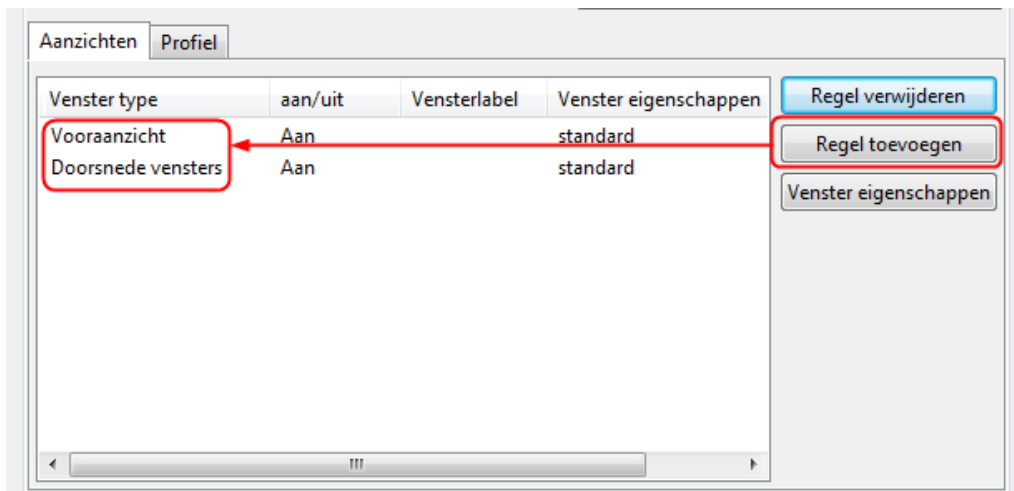 Aanzichten Profiel
Venster type aan/uit Vensterlabel Venster eigenschappen Regel verwijderen
Vooraanzicht Aan standard Regel toevoegen
Doorsnede vensters Aan standard
Venster eigenschappen